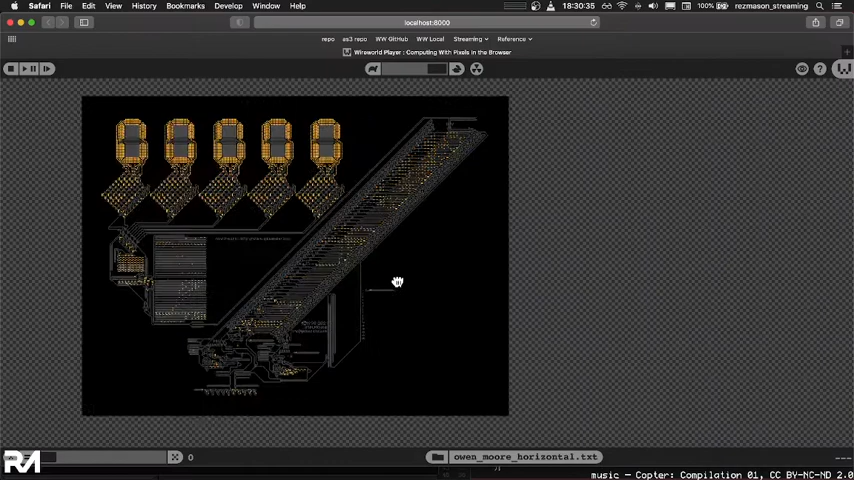 Safari File Edit View History Bookmarks Develop Window Help 100% 18:30:35 rezmason_streaming
localhost:8000
repo as3 repo WW GitHub WW Local Streaming Reference
Wireworld Player : Computing With Pixels in the Browser
0
owen_moore_horizontal.txt
music - Copter: Compilation 01, CC BY-NC-ND 2.0